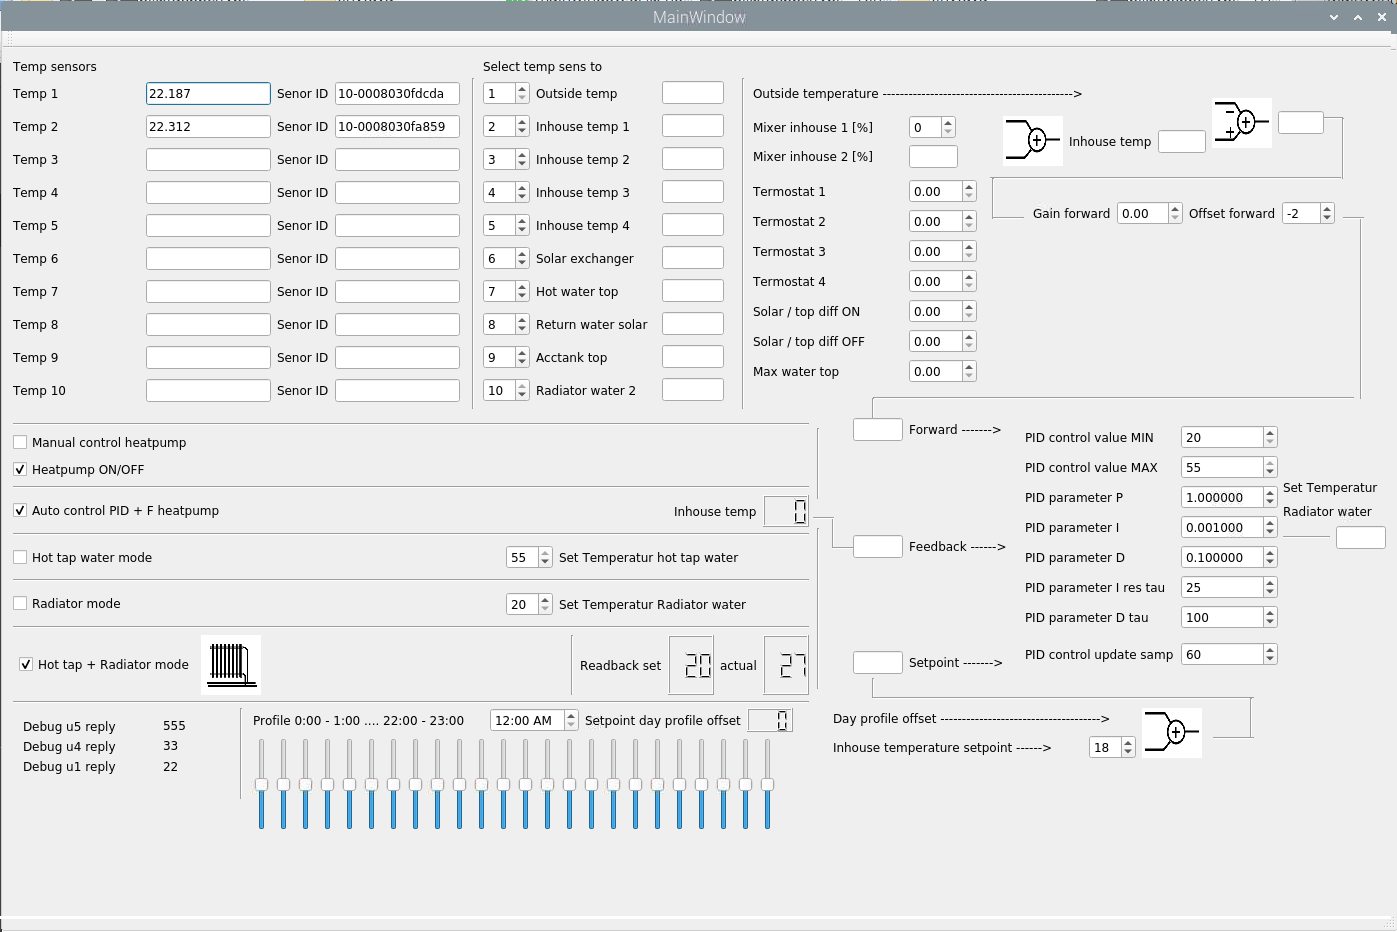 MainWindow
Temp sensors
Select temp sens to
Temp 1 22.187 Senor ID 10-0008030fdcda 1 Outside temp
Temp 2 22.312 Senor ID 10-0008030fa859 2 Inhouse temp 1
Temp 3 Senor ID 3 Inhouse temp 2
Temp 4 Senor ID 4 Inhouse temp 3
Temp 5 Senor ID 5 Inhouse temp 4
Temp 6 Senor ID 6 Solar exchanger
Temp 7 Senor ID 7 Hot water top
Temp 8 Senor ID 8 Return water solar
Temp 9 Senor ID 9 Acctank top
Temp 10 Senor ID 10 Radiator water 2
Outside temperature ------------------------------------------>
Mixer inhouse 1 [%] 0
Inhouse temp
Mixer inhouse 2 [%]
Termostat 1 0.00
Gain forward 0.00 Offset forward -2
Termostat 2 0.00
Termostat 3 0.00
Termostat 4 0.00
Solar / top diff ON 0.00
Solar / top diff OFF 0.00
Max water top 0.00
Manual control heatpump
Heatpump ON/OFF
Auto control PID + F heatpump Inhouse temp 0
Hot tap water mode 55 Set Temperatur hot tap water
Radiator mode 20 Set Temperatur Radiator water
Hot tap + Radiator mode Readback set 20 actual 27
Forward ------->
Feedback ------>
Setpoint ------->
PID control value MIN 20
PID control value MAX 55
PID parameter P 1.000000
PID parameter I 0.001000
PID parameter D 0.100000
PID parameter I res tau 25
PID parameter D tau 100
PID control update samp 60
Set Temperatur
Radiator water
Debug u5 reply 555
Debug u4 reply 33
Debug u1 reply 22
Profile 0:00 - 1:00 .... 22:00 - 23:00 12:00 AM Setpoint day profile offset 0
Day profile offset ----------------------------------->
Inhouse temperature setpoint ------> 18